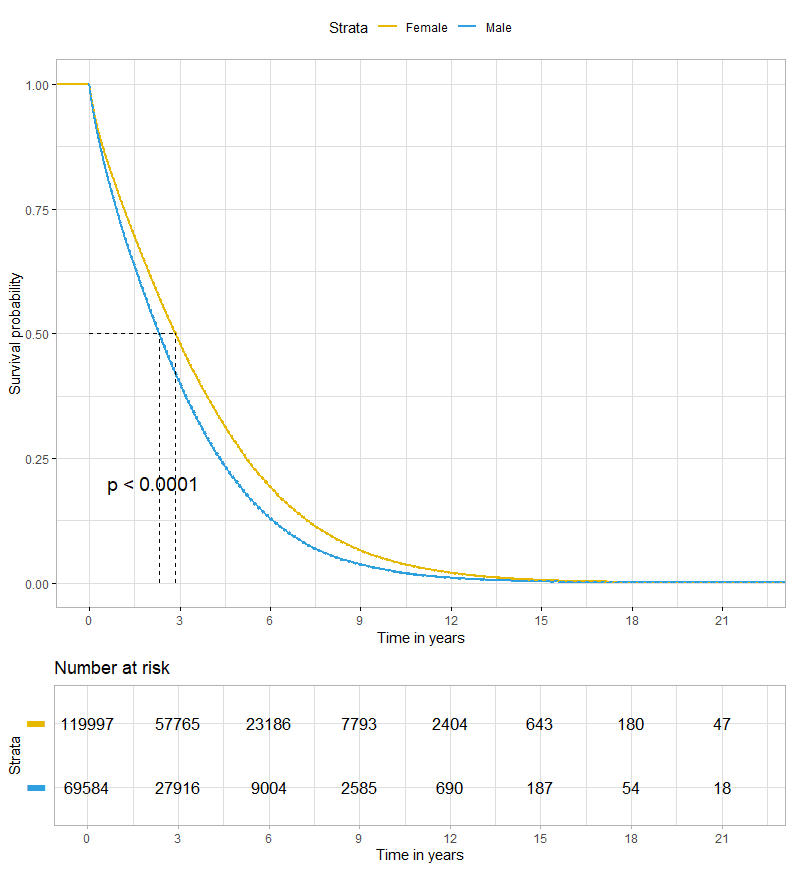 Strata Female Male
Survival probability
1.00
0.75
0.50
0.25
0.00
p < 0.0001
0 3 6 9 12 15 18 21
Time in years
Number at risk
Strata
119997 57765 23186 7793 2404 643 180 47
69584 27916 9004 2585 690 187 54 18
0 3 6 9 12 15 18 21
Time in years